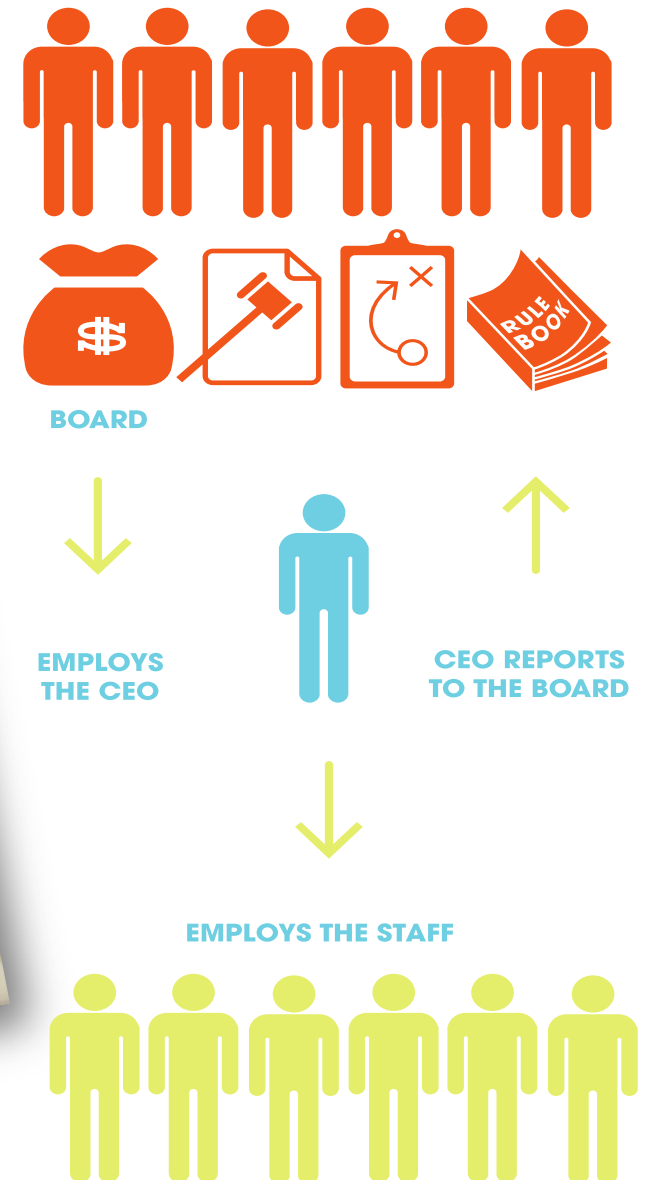 $
RULE
BOOK
BOARD
EMPLOYS
THE CEO
CEO REPORTS
TO THE BOARD
EMPLOYS THE STAFF